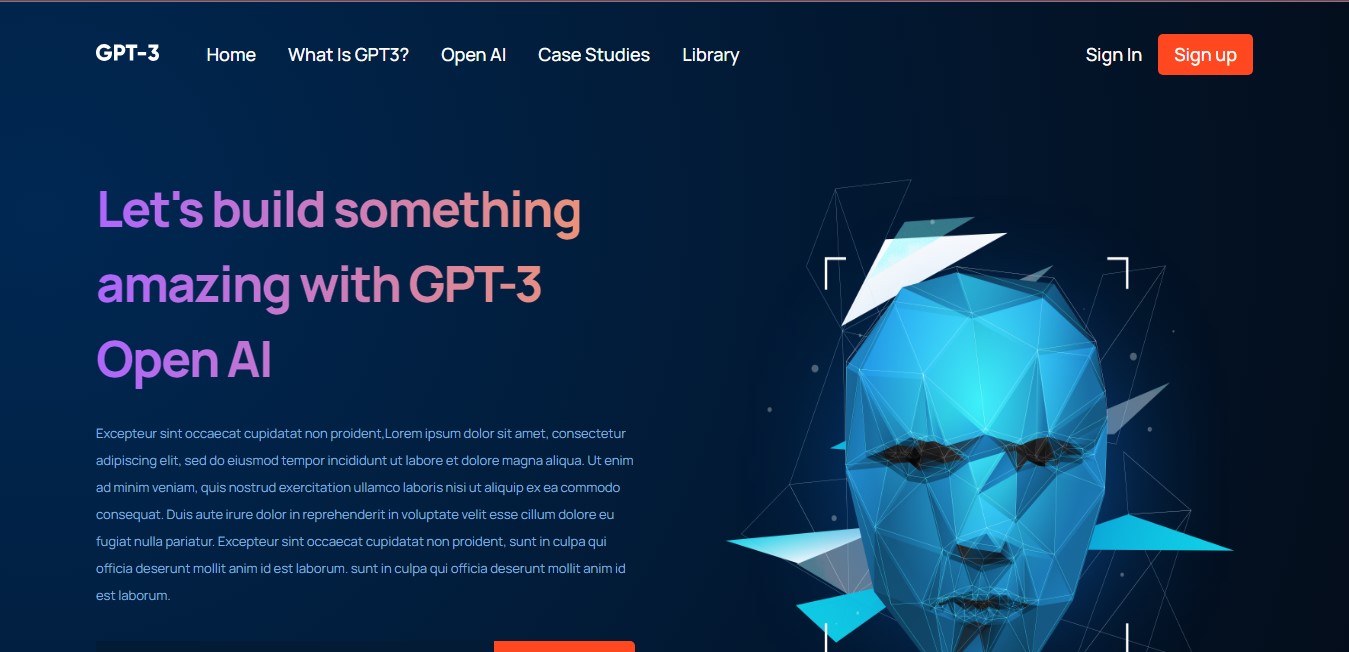 GPT-3
Home
What Is GPT3?
Open AI
Case Studies
Library
Sign In
Sign up
Let's build something
amazing with GPT-3
Open AI
Excepteur sint occaecat cupidatat non proident,Lorem ipsum dolor sit amet, consectetur
adipiscing elit, sed do eiusmod tempor incididunt ut labore et dolore magna aliqua. Ut enim
ad minim veniam, quis nostrud exercitation ullamco laboris nisi ut aliquip ex ea commodo
consequat. Duis aute irure dolor in reprehenderit in voluptate velit esse cillum dolore eu
fugiat nulla pariatur. Excepteur sint occaecat cupidatat non proident, sunt in culpa qui
officia deserunt mollit anim id est laborum. sunt in culpa qui officia deserunt mollit anim id
est laborum.